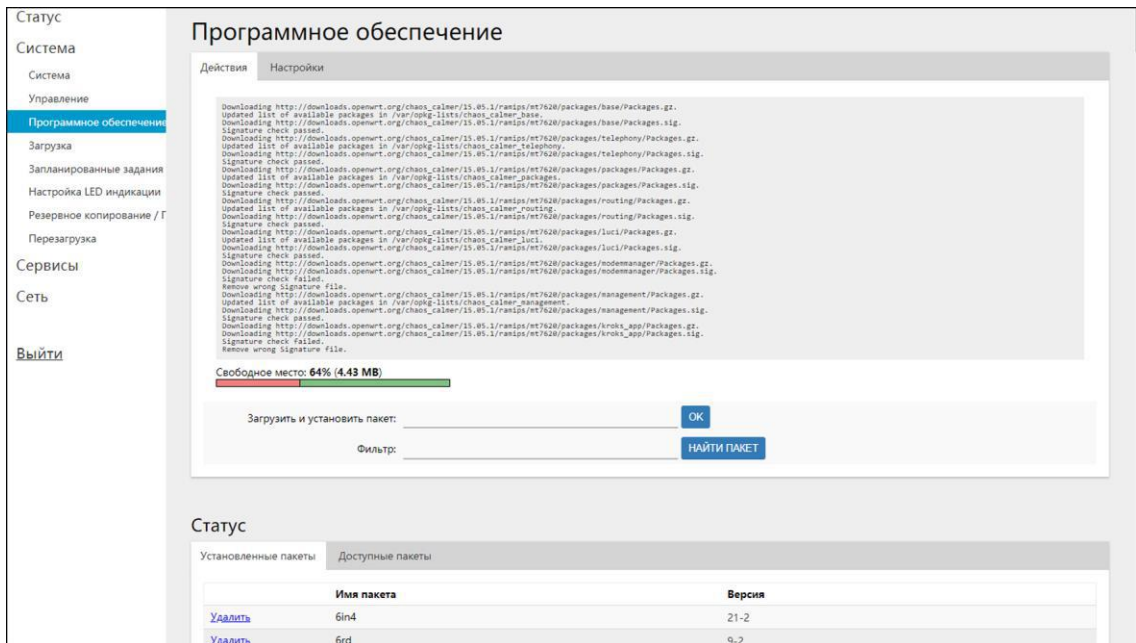 Статус
Система
Система
Управление
Программное обеспечение
Загрузка
Запланированные задания
Настройка LED индикации
Резервное копирование / П
Перезагрузка
Сервисы
Сеть
Выйти
Программное обеспечение
Действия Настройки
Downloading http://downloads.openwrt.org/chaos_calmer/15.05.1/ramips/mt7620/packages/base/Packages.gz.
Updated list of available packages in /var/opkg-lists/chaos_calmer_base.
Downloading http://downloads.openwrt.org/chaos_calmer/15.05.1/ramips/mt7620/packages/base/Packages.sig.
Signature check passed.
Downloading http://downloads.openwrt.org/chaos_calmer/15.05.1/ramips/mt7620/packages/telephony/Packages.gz.
Updated list of available packages in /var/opkg-lists/chaos_calmer_telephony.
Downloading http://downloads.openwrt.org/chaos_calmer/15.05.1/ramips/mt7620/packages/telephony/Packages.sig.
Signature check passed.
Downloading http://downloads.openwrt.org/chaos_calmer/15.05.1/ramips/mt7620/packages/packages/Packages.gz.
Updated list of available packages in /var/opkg-lists/chaos_calmer_packages.
Downloading http://downloads.openwrt.org/chaos_calmer/15.05.1/ramips/mt7620/packages/packages/Packages.sig.
Signature check passed.
Downloading http://downloads.openwrt.org/chaos_calmer/15.05.1/ramips/mt7620/packages/routing/Packages.gz.
Updated list of available packages in /var/opkg-lists/chaos_calmer_routing.
Downloading http://downloads.openwrt.org/chaos_calmer/15.05.1/ramips/mt7620/packages/routing/Packages.sig.
Signature check passed.
Downloading http://downloads.openwrt.org/chaos_calmer/15.05.1/ramips/mt7620/packages/luci/Packages.gz.
Updated list of available packages in /var/opkg-lists/chaos_calmer_luci.
Downloading http://downloads.openwrt.org/chaos_calmer/15.05.1/ramips/mt7620/packages/luci/Packages.sig.
Signature check passed.
Downloading http://downloads.openwrt.org/chaos_calmer/15.05.1/ramips/mt7620/packages/modemmanager/Packages.gz.
Downloading http://downloads.openwrt.org/chaos_calmer/15.05.1/ramips/mt7620/packages/modemmanager/Packages.sig.
Signature check failed.
Remove wrong Signature file.
Downloading http://downloads.openwrt.org/chaos_calmer/15.05.1/ramips/mt7620/packages/management/Packages.gz.
Updated list of available packages in /var/opkg-lists/chaos_calmer_management.
Downloading http://downloads.openwrt.org/chaos_calmer/15.05.1/ramips/mt7620/packages/management/Packages.sig.
Signature check passed.
Downloading http://downloads.openwrt.org/chaos_calmer/15.05.1/ramips/mt7620/packages/kroks_app/Packages.gz.
Downloading http://downloads.openwrt.org/chaos_calmer/15.05.1/ramips/mt7620/packages/kroks_app/Packages.sig.
Signature check failed.
Remove wrong Signature file.
Свободное место: 64% (4.43 MB)
Загрузить и установить пакет: OK
Фильтр: НАЙТИ ПАКЕТ
Статус
Установленные пакеты Доступные пакеты
Имя пакета Версия
Удалить 6in4 21-2
Удалить 6rd 9-2